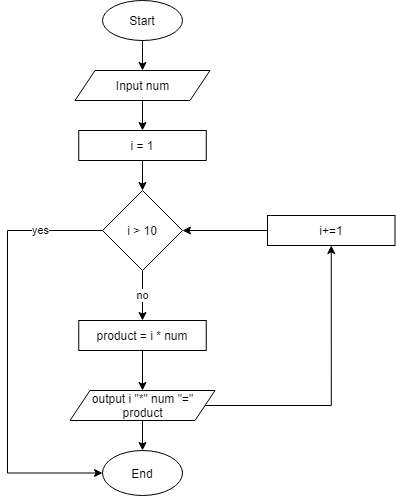 Start
Input num
i = 1
i > 10
yes
i+=1
no
product = i * num
output i "*" num "="
product
End